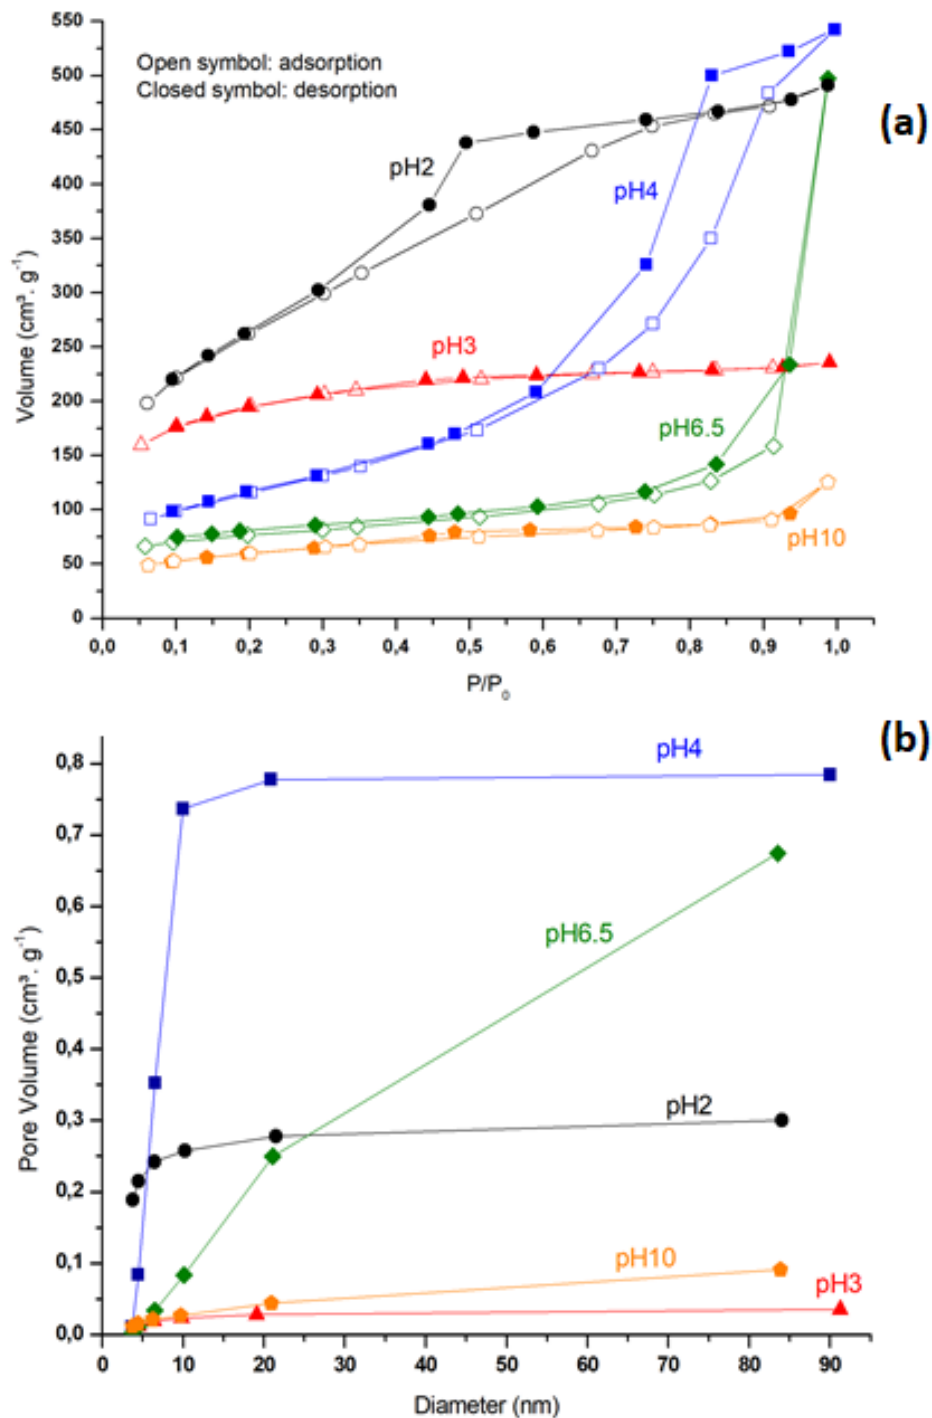 (a)
Open symbol: adsorption
Closed symbol: desorption
550
500
450
400
350
300
250
200
150
100
50
0
Volume (cm³. g⁻¹)
pH2
pH4
pH3
pH6.5
pH10
0,0 0,1 0,2 0,3 0,4 0,5 0,6 0,7 0,8 0,9 1,0
P/P₀
(b)
0,8
0,7
0,6
0,5
0,4
0,3
0,2
0,1
0,0
Pore Volume (cm³. g⁻¹)
pH4
pH6.5
pH2
pH10
pH3
0 10 20 30 40 50 60 70 80 90
Diameter (nm)